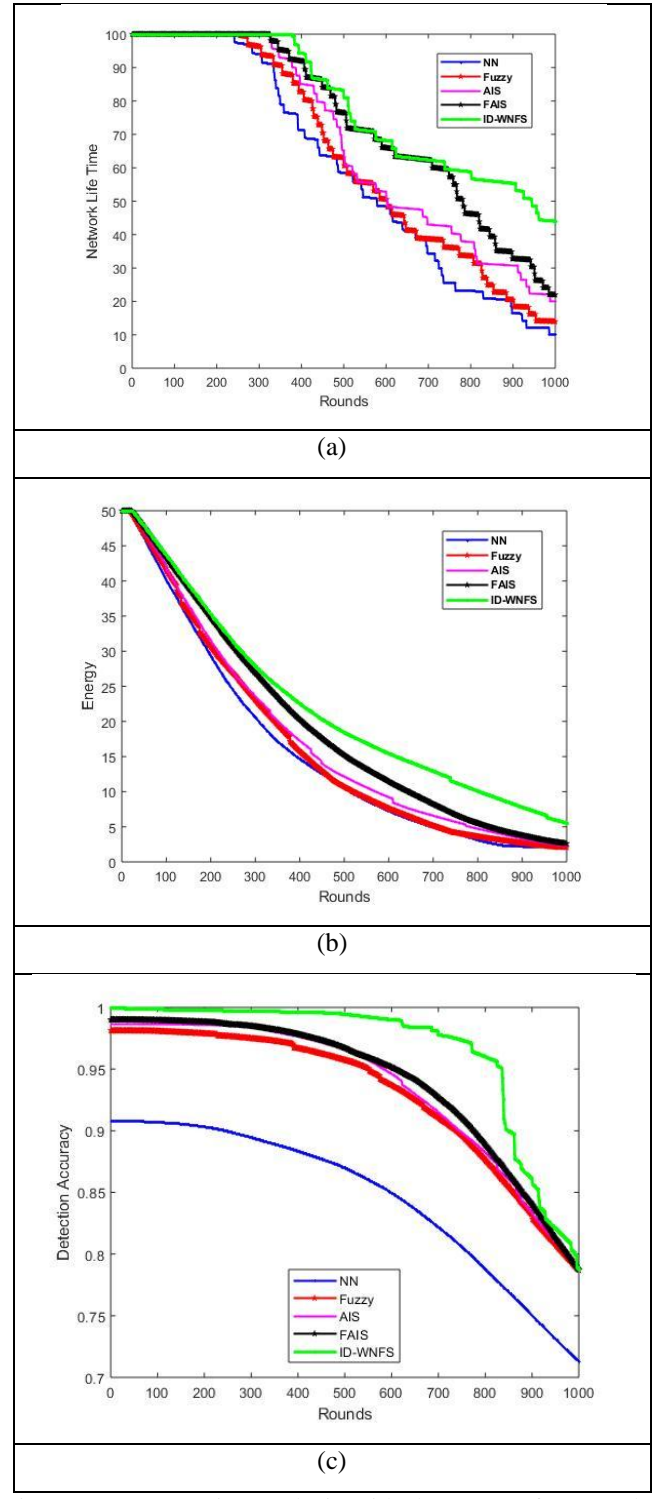 100
90
80
70
60
50
40
30
20
10
0
Network Life Time
NN
Fuzzy
AIS
FAIS
ID-WNFS
0 100 200 300 400 500 600 700 800 900 1000
Rounds
(a)
50
45
40
35
30
25
20
15
10
5
0
Energy
NN
Fuzzy
AIS
FAIS
ID-WNFS
0 100 200 300 400 500 600 700 800 900 1000
Rounds
(b)
1
0.95
0.9
0.85
0.8
0.75
0.7
Detection Accuracy
NN
Fuzzy
AIS
FAIS
ID-WNFS
0 100 200 300 400 500 600 700 800 900 1000
Rounds
(c)